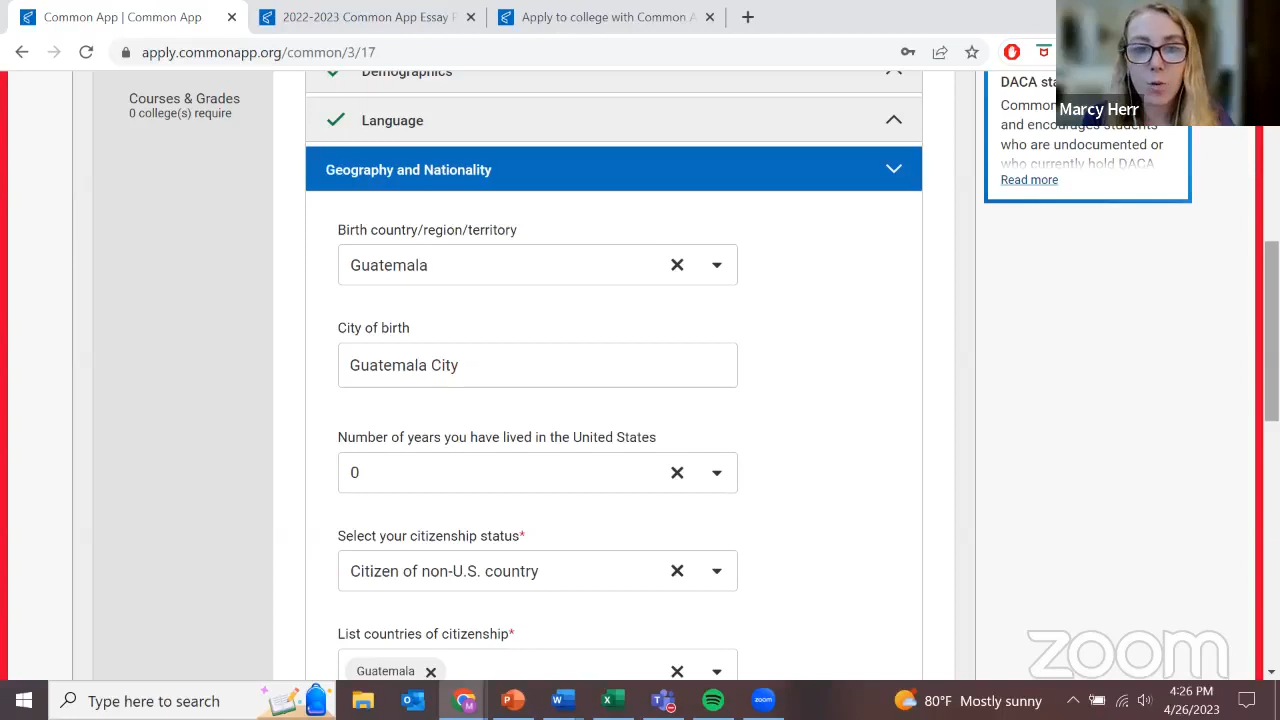 Common App | Common App
2022-2023 Common App Essay
Apply to college with Common
apply.commonapp.org/common/3/17
Courses & Grades
0 college(s) require
Demographics
Language
Geography and Nationality
Birth country/region/territory
Guatemala
City of birth
Guatemala City
Number of years you have lived in the United States
0
Select your citizenship status*
Citizen of non-U.S. country
List countries of citizenship*
Guatemala
DACA
Common
and encourages students
who are undocumented or
who currently hold DACA
Read more
Marcy Herr
zoom
Type here to search
zoom
80°F Mostly sunny
4:26 PM
4/26/2023